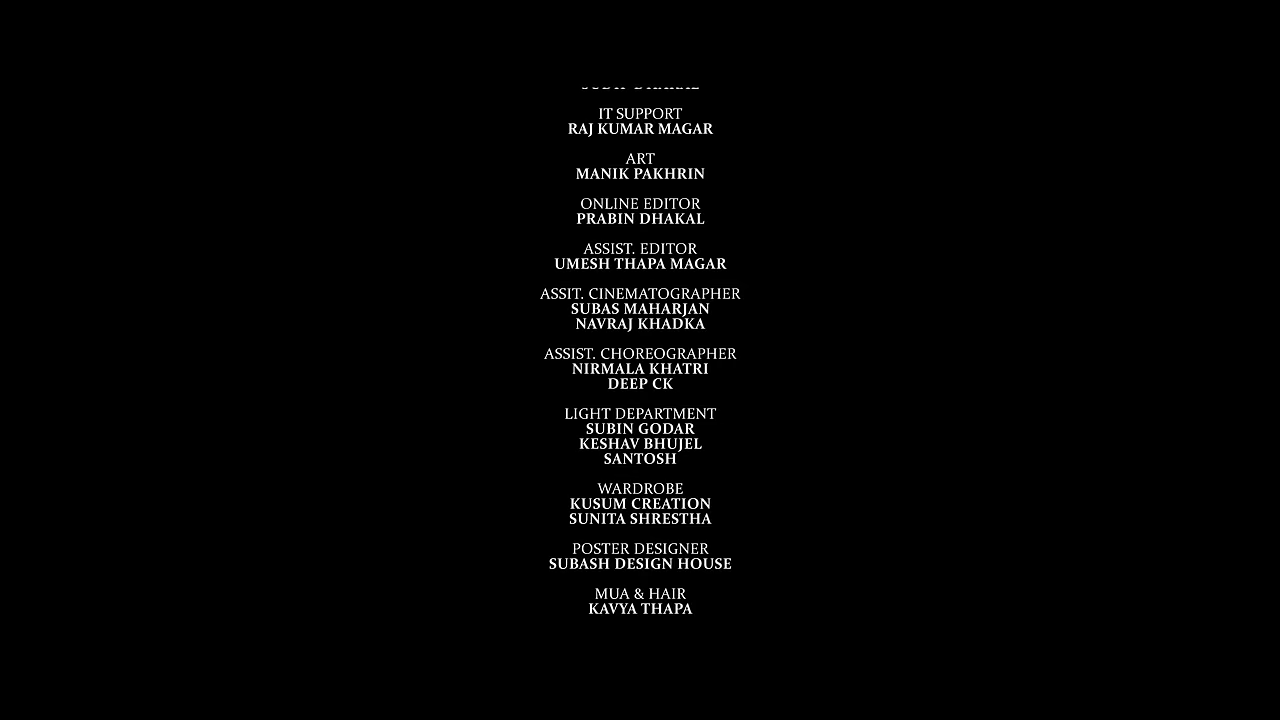 IT SUPPORT
RAJ KUMAR MAGAR
ART
MANIK PAKHRIN
ONLINE EDITOR
PRABIN DHAKAL
ASSIST. EDITOR
UMESH THAPA MAGAR
ASSIT. CINEMATOGRAPHER
SUBAS MAHARJAN
NAVRAJ KHADKA
ASSIST. CHOREOGRAPHER
NIRMALA KHATRI
DEEP CK
LIGHT DEPARTMENT
SUBIN GODAR
KESHAV BHUJEL
SANTOSH
WARDROBE
KUSUM CREATION
SUNITA SHRESTHA
POSTER DESIGNER
SUBASH DESIGN HOUSE
MUA & HAIR
KAVYA THAPA